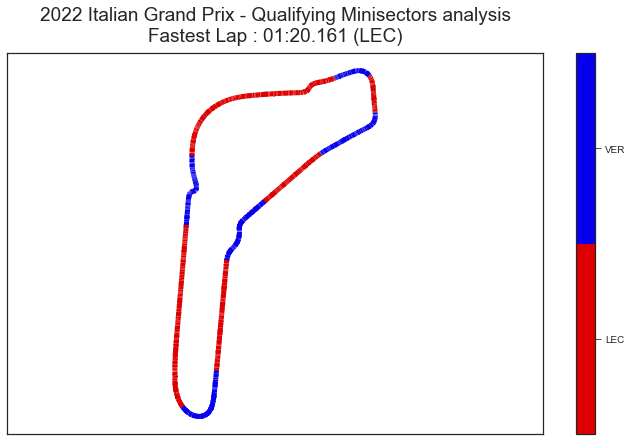 2022 Italian Grand Prix - Qualifying Minisectors analysis
Fastest Lap : 01:20.161 (LEC)
VER
LEC